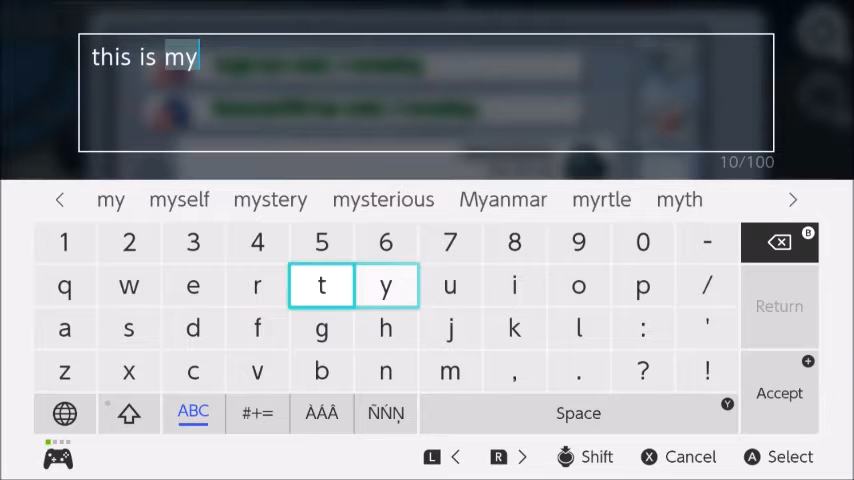 this is my
10/100
< my myself mystery mysterious Myanmar myrtle myth >
1 2 3 4 5 6 7 8 9 0 - B
q w e r t y u i o p / Return
a s d f g h j k l : '
z x c v b n m , . ? ! + Accept
ABC #+= ÀÁÂ ÑŃŅ Space Y
L < R > Shift X Cancel A Select